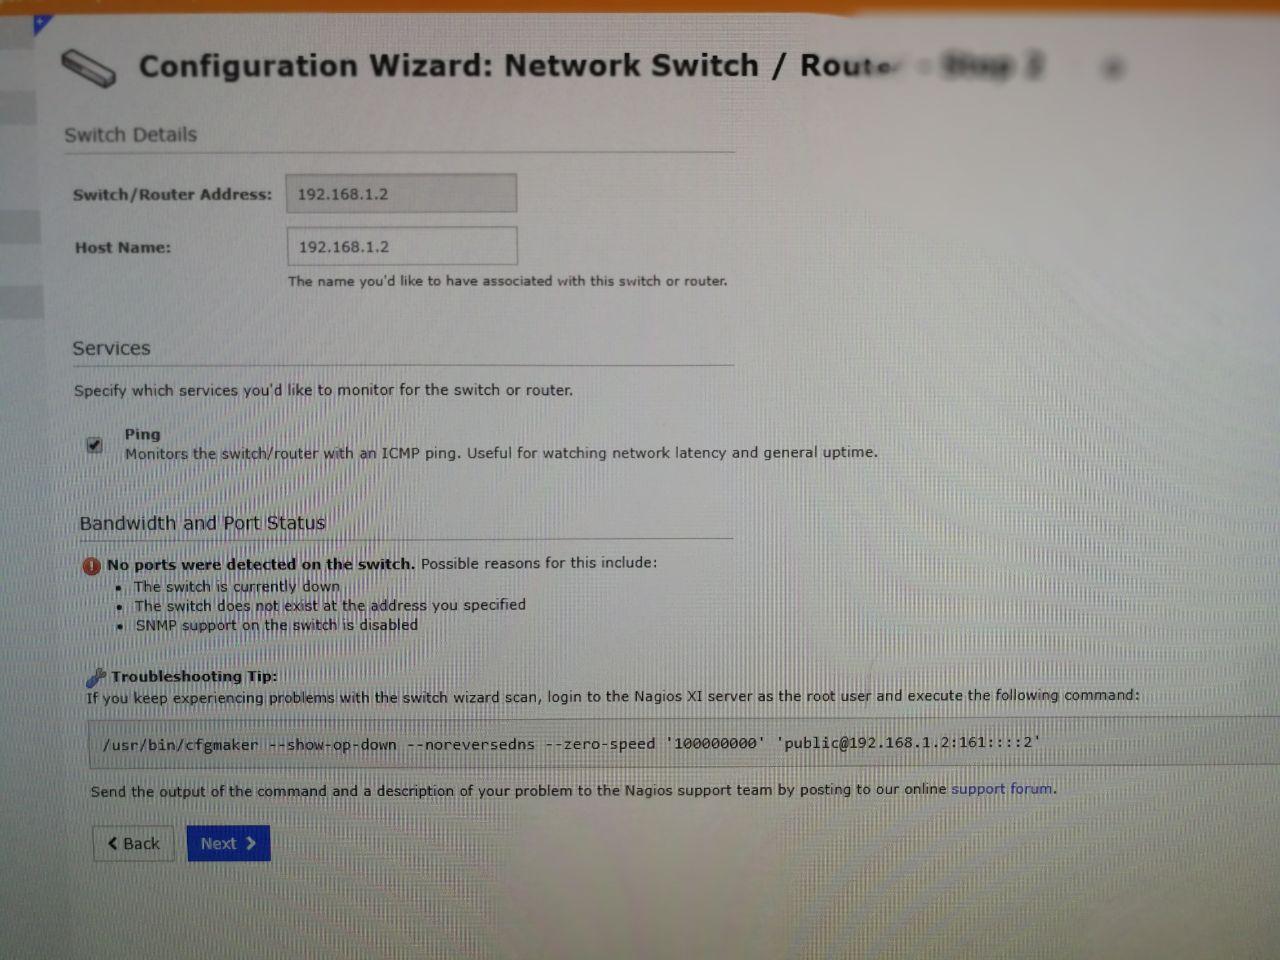 Configuration Wizard: Network Switch / Router
Switch Details
Switch/Router Address: 192.168.1.2
Host Name: 192.168.1.2
The name you'd like to have associated with this switch or router.
Services
Specify which services you'd like to monitor for the switch or router.
Ping
Monitors the switch/router with an ICMP ping. Useful for watching network latency and general uptime.
Bandwidth and Port Status
No ports were detected on the switch. Possible reasons for this include:
• The switch is currently down
• The switch does not exist at the address you specified
• SNMP support on the switch is disabled
Troubleshooting Tip:
If you keep experiencing problems with the switch wizard scan, login to the Nagios XI server as the root user and execute the following command:
/usr/bin/cfgmaker --show-op-down --noreversedns --zero-speed '100000000' 'public@192.168.1.2:161::::2'
Send the output of the command and a description of your problem to the Nagios support team by posting to our online support forum.
Back
Next